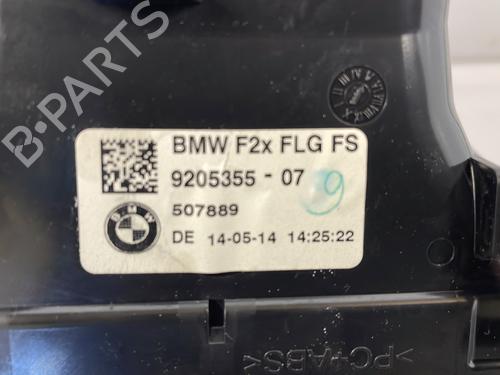 BMW F2x FLG FS
9205355 - 07
9
507889
BMW
DE 14-05-14 14:25:22
>PC+ABS<
B-PARTS